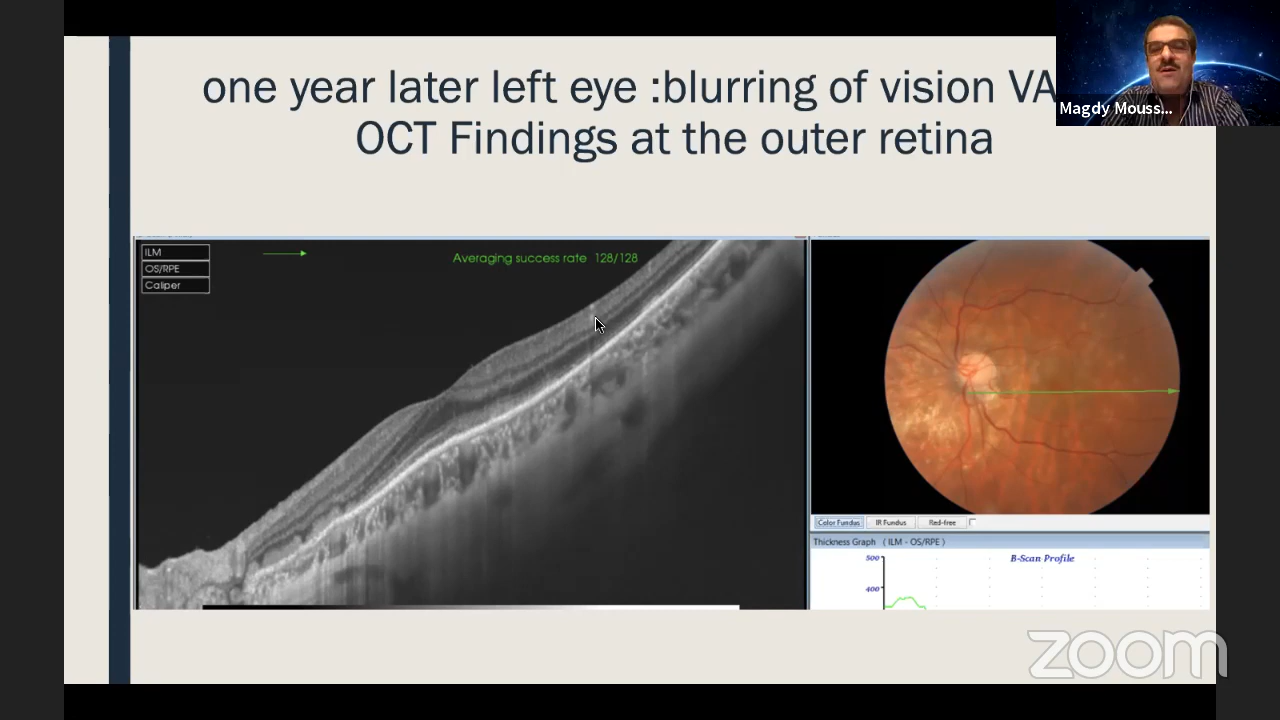 one year later left eye :blurring of vision VA
OCT Findings at the outer retina
Magdy Mouss...
ILM
OS/RPE
Caliper
Averaging success rate 128/128
Color Fundus
IR Fundus
Red-free
Thickness Graph ( ILM - OS/RPE )
B-Scan Profile
500
400
zoom